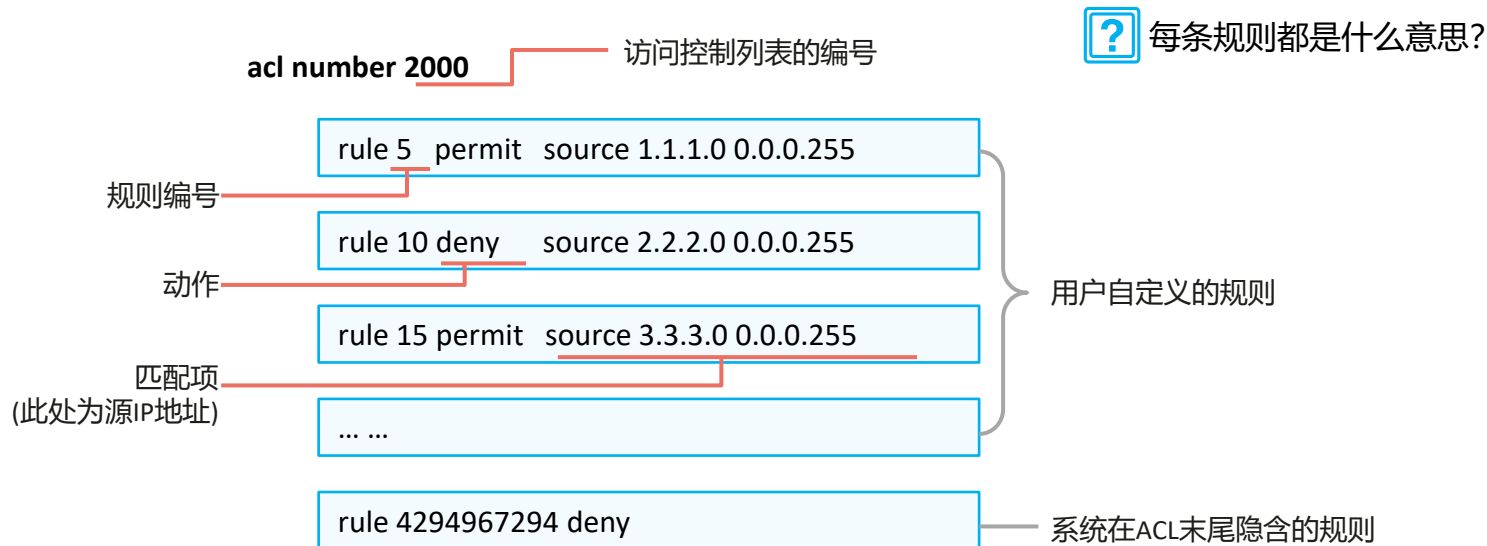 ? 每条规则都是什么意思?
访问控制列表的编号
acl number 2000
rule 5 permit source 1.1.1.0 0.0.0.255
规则编号
rule 10 deny source 2.2.2.0 0.0.0.255
动作
用户自定义的规则
rule 15 permit source 3.3.3.0 0.0.0.255
匹配项
(此处为源IP地址)
... ...
rule 4294967294 deny
系统在ACL末尾隐含的规则